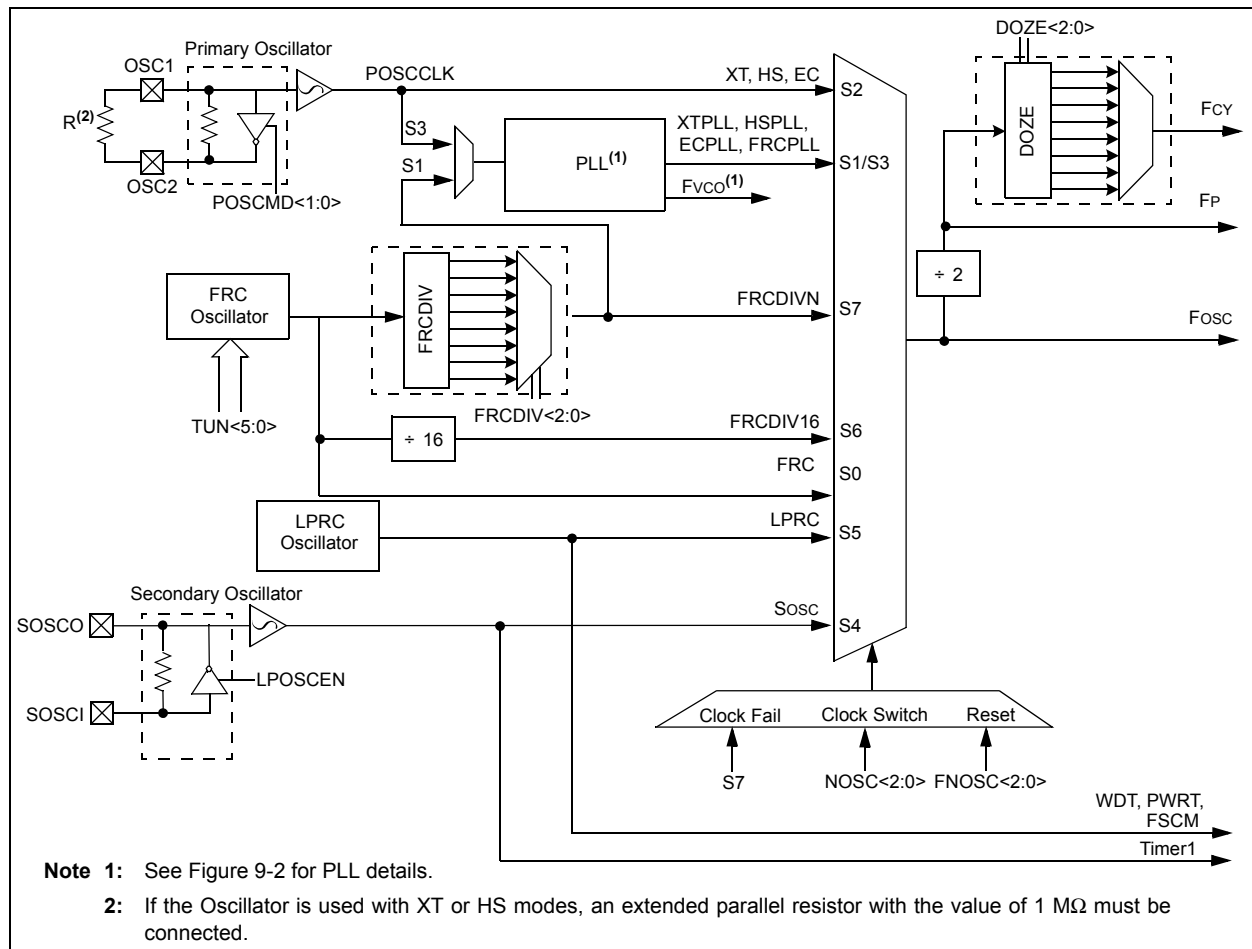 DOZE<2:0>
Primary Oscillator
OSC1
POSCCLK
XT, HS, EC
S2
R(2)
S3
XTPLL, HSPLL,
ECPLL, FRCPLL
DOZE
FCY
PLL(1)
S1/S3
S1
OSC2
POSCMD<1:0>
FVCO(1)
FP
÷ 2
FRC
Oscillator
FRCDIV
FRCDIVN
S7
FOSC
TUN<5:0>
FRCDIV<2:0>
FRCDIV16
S6
÷ 16
FRC
S0
LPRC
Oscillator
LPRC
S5
Secondary Oscillator
SOSCO
SOSC
S4
LPOSCEN
SOSCI
Clock Fail
Clock Switch
Reset
S7
NOSC<2:0>
FNOSC<2:0>
WDT, PWRT,
FSCM
Timer1
Note 1: See Figure 9-2 for PLL details.
2: If the Oscillator is used with XT or HS modes, an extended parallel resistor with the value of 1 MΩ must be
connected.